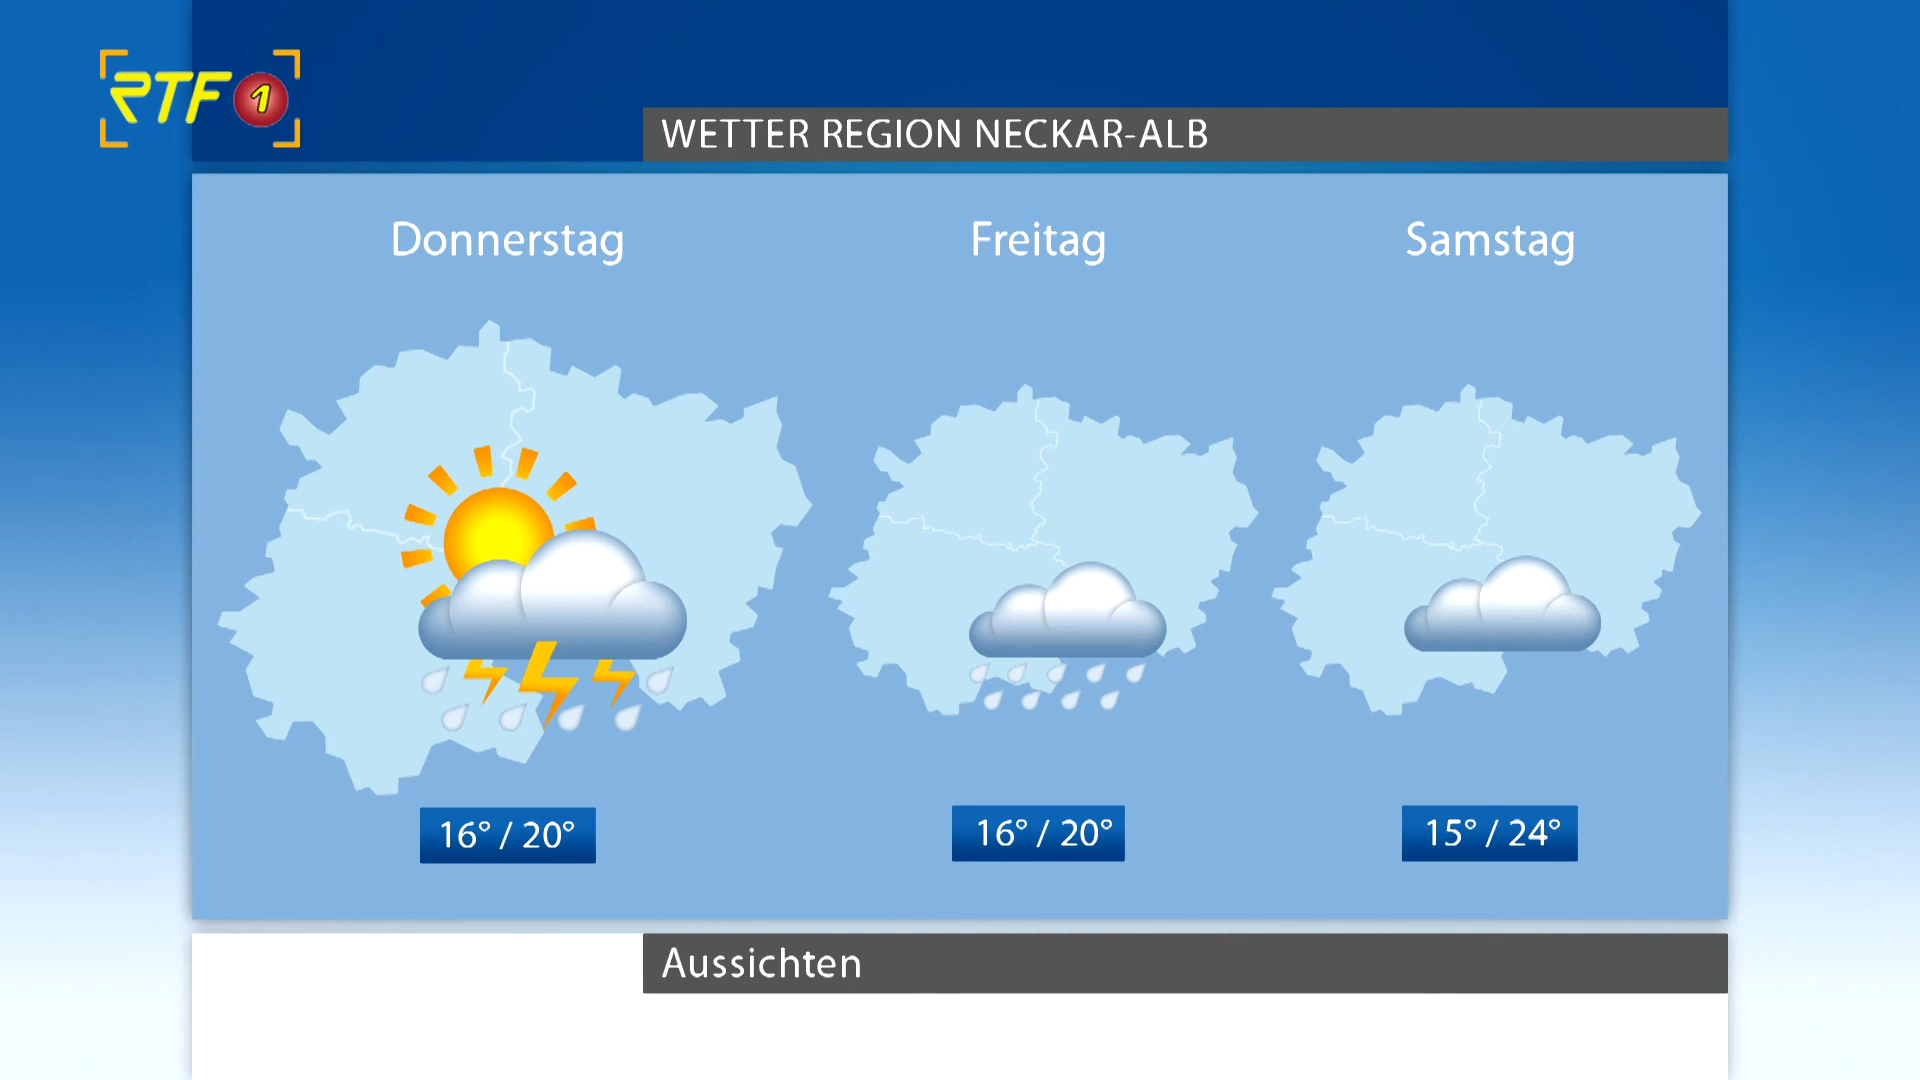 RTF 1
WETTER REGION NECKAR-ALB
Donnerstag
Freitag
Samstag
16° / 20°
16° / 20°
15° / 24°
Aussichten